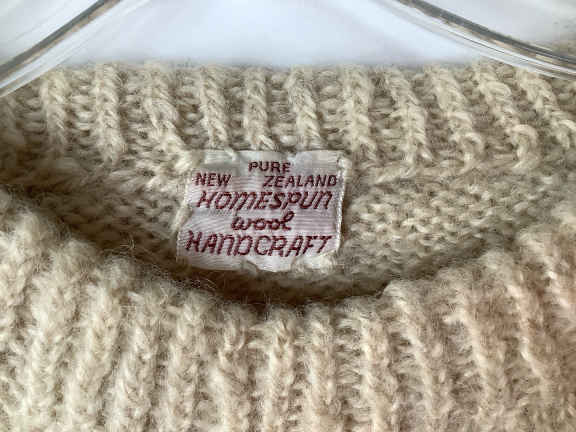 PURE
NEW ZEALAND
HOMESPUN
wool
HANDCRAFT